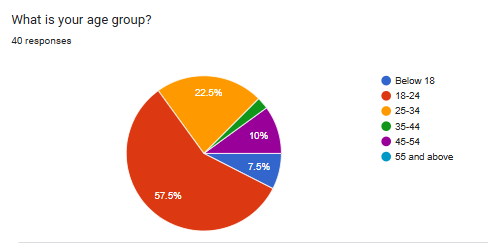 What is your age group?
40 responses
22.5%
10%
7.5%
57.5%
Below 18
18-24
25-34
35-44
45-54
55 and above